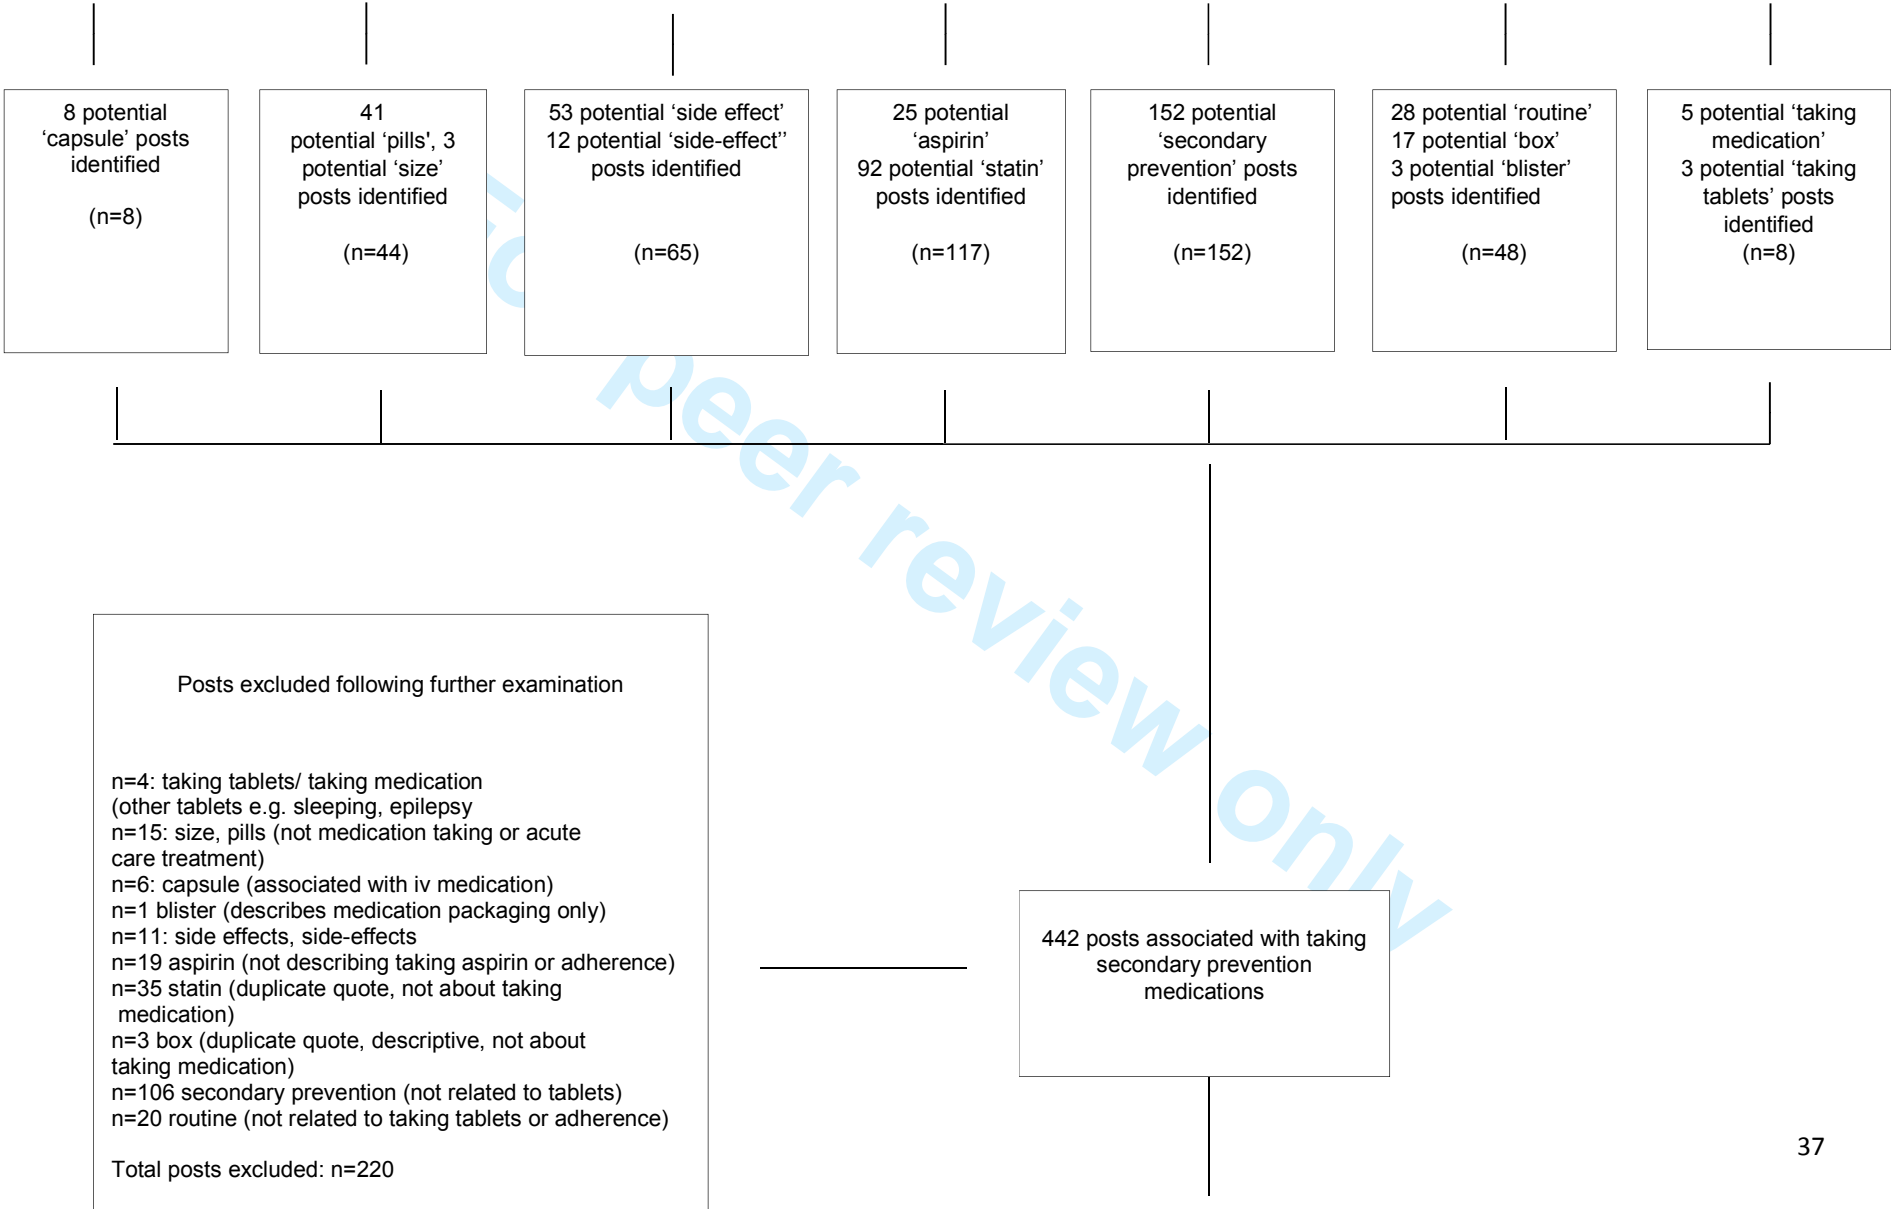 8 potential
‘capsule’ posts
identified
(n=8)
41
potential ‘pills', 3
potential ‘size’
posts identified
(n=44)
53 potential ‘side effect’
12 potential ‘side-effect’'
posts identified
(n=65)
25 potential
‘aspirin’
92 potential ‘statin’
posts identified
(n=117)
152 potential
‘secondary
prevention’ posts
identified
(n=152)
28 potential ‘routine’
17 potential ‘box’
3 potential ‘blister’
posts identified
(n=48)
5 potential ‘taking
medication’
3 potential ‘taking
tablets’ posts
identified
(n=8)
For peer review only
Posts excluded following further examination
n=4: taking tablets/ taking medication
(other tablets e.g. sleeping, epilepsy
n=15: size, pills (not medication taking or acute
care treatment)
n=6: capsule (associated with iv medication)
n=1 blister (describes medication packaging only)
n=11: side effects, side-effects
n=19 aspirin (not describing taking aspirin or adherence)
n=35 statin (duplicate quote, not about taking
medication)
n=3 box (duplicate quote, descriptive, not about
taking medication)
n=106 secondary prevention (not related to tablets)
n=20 routine (not related to taking tablets or adherence)
Total posts excluded: n=220
442 posts associated with taking
secondary prevention
medications
37